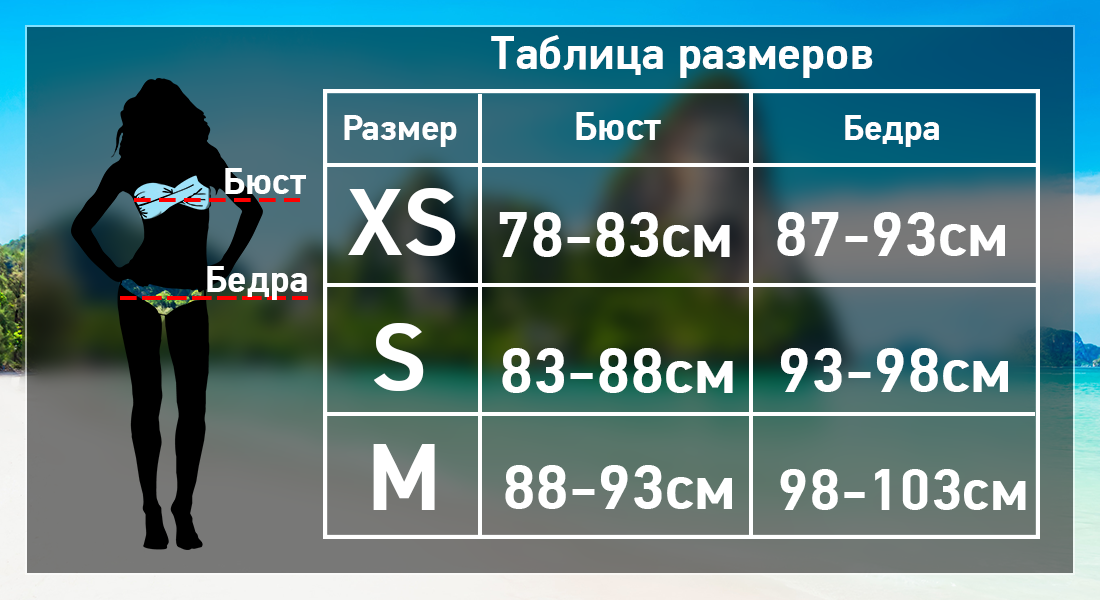 Таблица размеров
Бюст
Бедра
Размер Бюст Бедра
XS 78-83см 87-93см
S 83-88см 93-98см
M 88-93см 98-103см